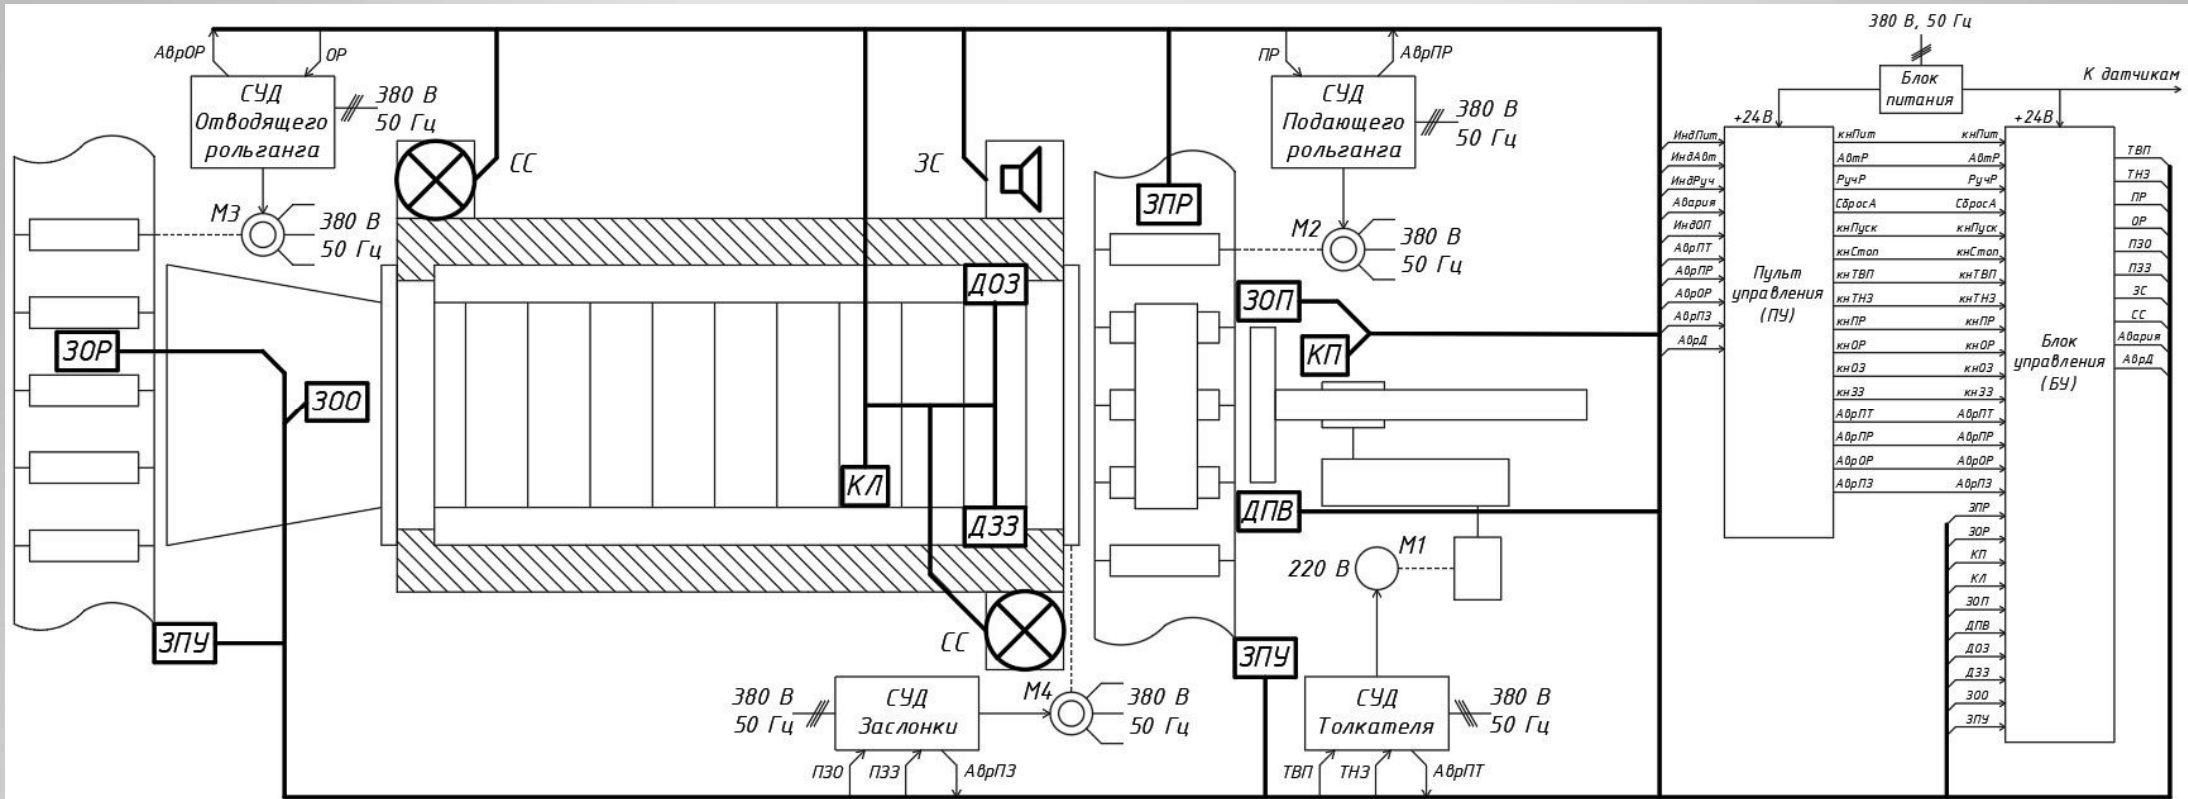 АврОР
ОР
СУД
Отводящего
рольганга
380 В
50 Гц
М3
380 В
50 Гц
СС
ЗС
ЗПР
ПР
АврПР
СУД
Подающего
рольганга
380 В
50 Гц
М2
380 В
50 Гц
ЗОР
ЗОО
ЗПУ
ДОЗ
КЛ
ДЗЗ
СС
ЗОП
КП
ДПВ
220 В
М1
ЗПУ
380 В
50 Гц
СУД
Заслонки
М4
380 В
50 Гц
ПЗО
ПЗЗ
АврПЗ
СУД
Толкателя
380 В
50 Гц
ТВП
ТНЗ
АврПТ
380 В, 50 Гц
Блок
питания
К датчикам
+24В
+24В
ИндПит
ИндАвт
ИндРуч
Авария
ИндОП
АврПТ
АврПР
АврОР
АврПЗ
АврД
Пульт
управления
(ПУ)
кнПит кнПит
АвтР АвтР
РучР РучР
СбросА СбросА
кнПуск кнПуск
кнСтоп кнСтоп
кнТВП кнТВП
кнТНЗ кнТНЗ
кнПР кнПР
кнОР кнОР
кнОЗ кнОЗ
кнЗЗ кнЗЗ
АврПТ АврПТ
АврПР АврПР
АврОР АврОР
АврПЗ АврПЗ
ЗПР
ЗОР
КП
КЛ
ЗОП
ДПВ
ДОЗ
ДЗЗ
ЗОО
ЗПУ
Блок
управления
(БУ)
ТВП
ТНЗ
ПР
ОР
ПЗО
ПЗЗ
ЗС
СС
Авария
АврД